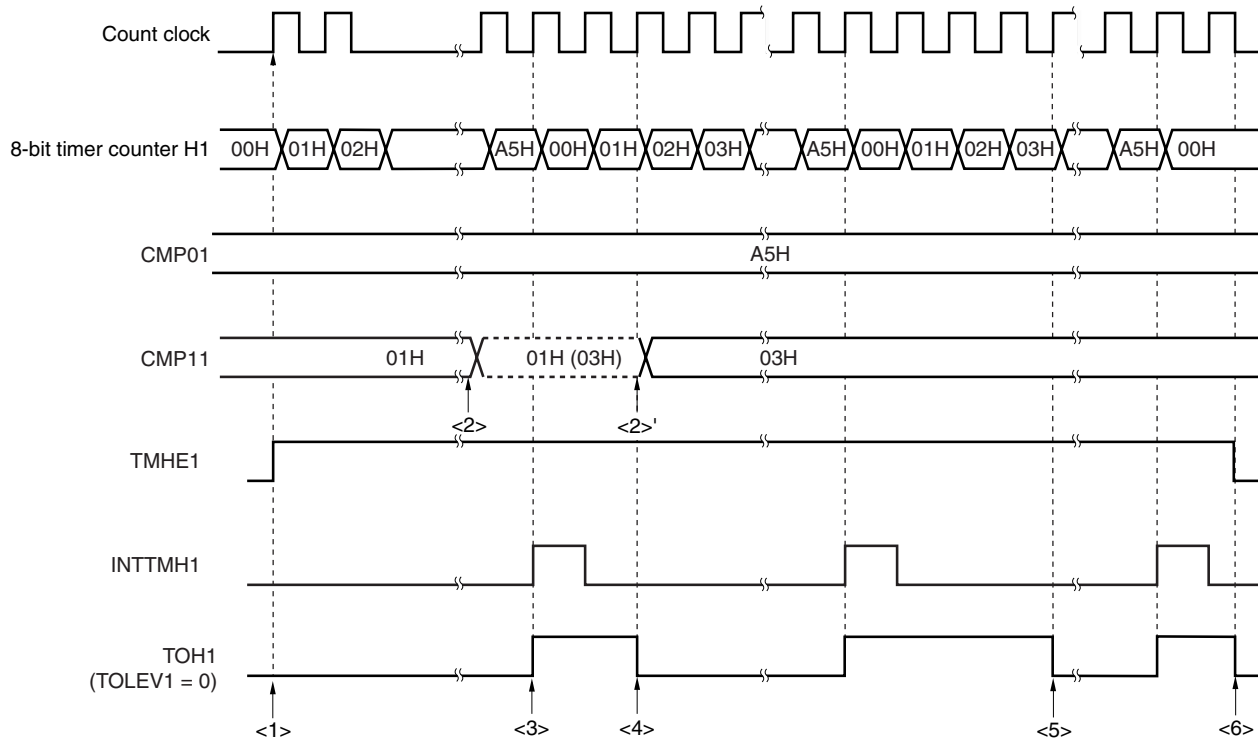 Count clock
8-bit timer counter H1 00H 01H 02H A5H 00H 01H 02H 03H A5H 00H 01H 02H 03H A5H 00H
CMP01 A5H
CMP11 01H 01H (03H) 03H
<2> <2>'
TMHE1
INTTMH1
TOH1
(TOLEV1 = 0)
<1> <3> <4> <5> <6>